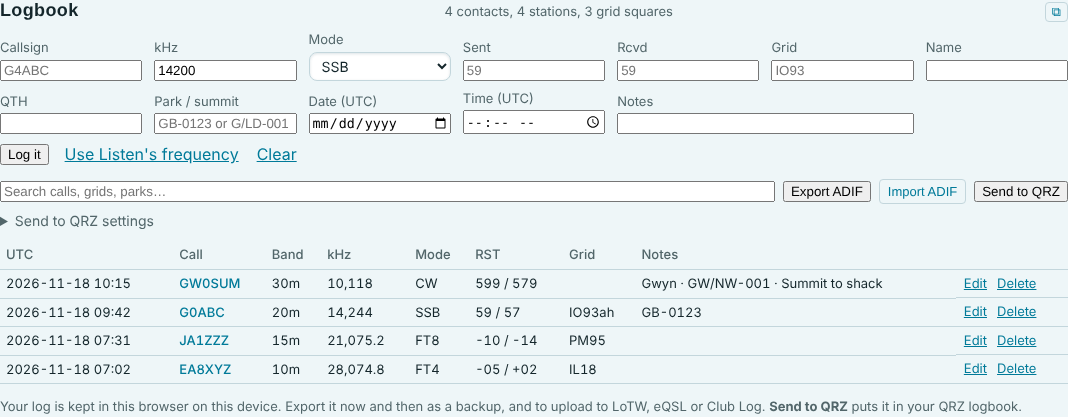 Logbook 4 contacts, 4 stations, 3 grid squares
Callsign kHz Mode Sent Rcvd Grid Name
G4ABC 14200 SSB 59 59 IO93
QTH Park / summit Date (UTC) Time (UTC) Notes
GB-0123 or G/LD-001 mm/dd/yyyy --:-- --
Log it Use Listen's frequency Clear
Search calls, grids, parks… Export ADIF Import ADIF Send to QRZ
Send to QRZ settings
UTC Call Band kHz Mode RST Grid Notes
2026-11-18 10:15 GW0SUM 30m 10,118 CW 599 / 579 Gwyn · GW/NW-001 · Summit to shack Edit Delete
2026-11-18 09:42 G0ABC 20m 14,244 SSB 59 / 57 IO93ah GB-0123 Edit Delete
2026-11-18 07:31 JA1ZZZ 15m 21,075.2 FT8 -10 / -14 PM95 Edit Delete
2026-11-18 07:02 EA8XYZ 10m 28,074.8 FT4 -05 / +02 IL18 Edit Delete
Your log is kept in this browser on this device. Export it now and then as a backup, and to upload to LoTW, eQSL or Club Log. Send to QRZ puts it in your QRZ logbook.